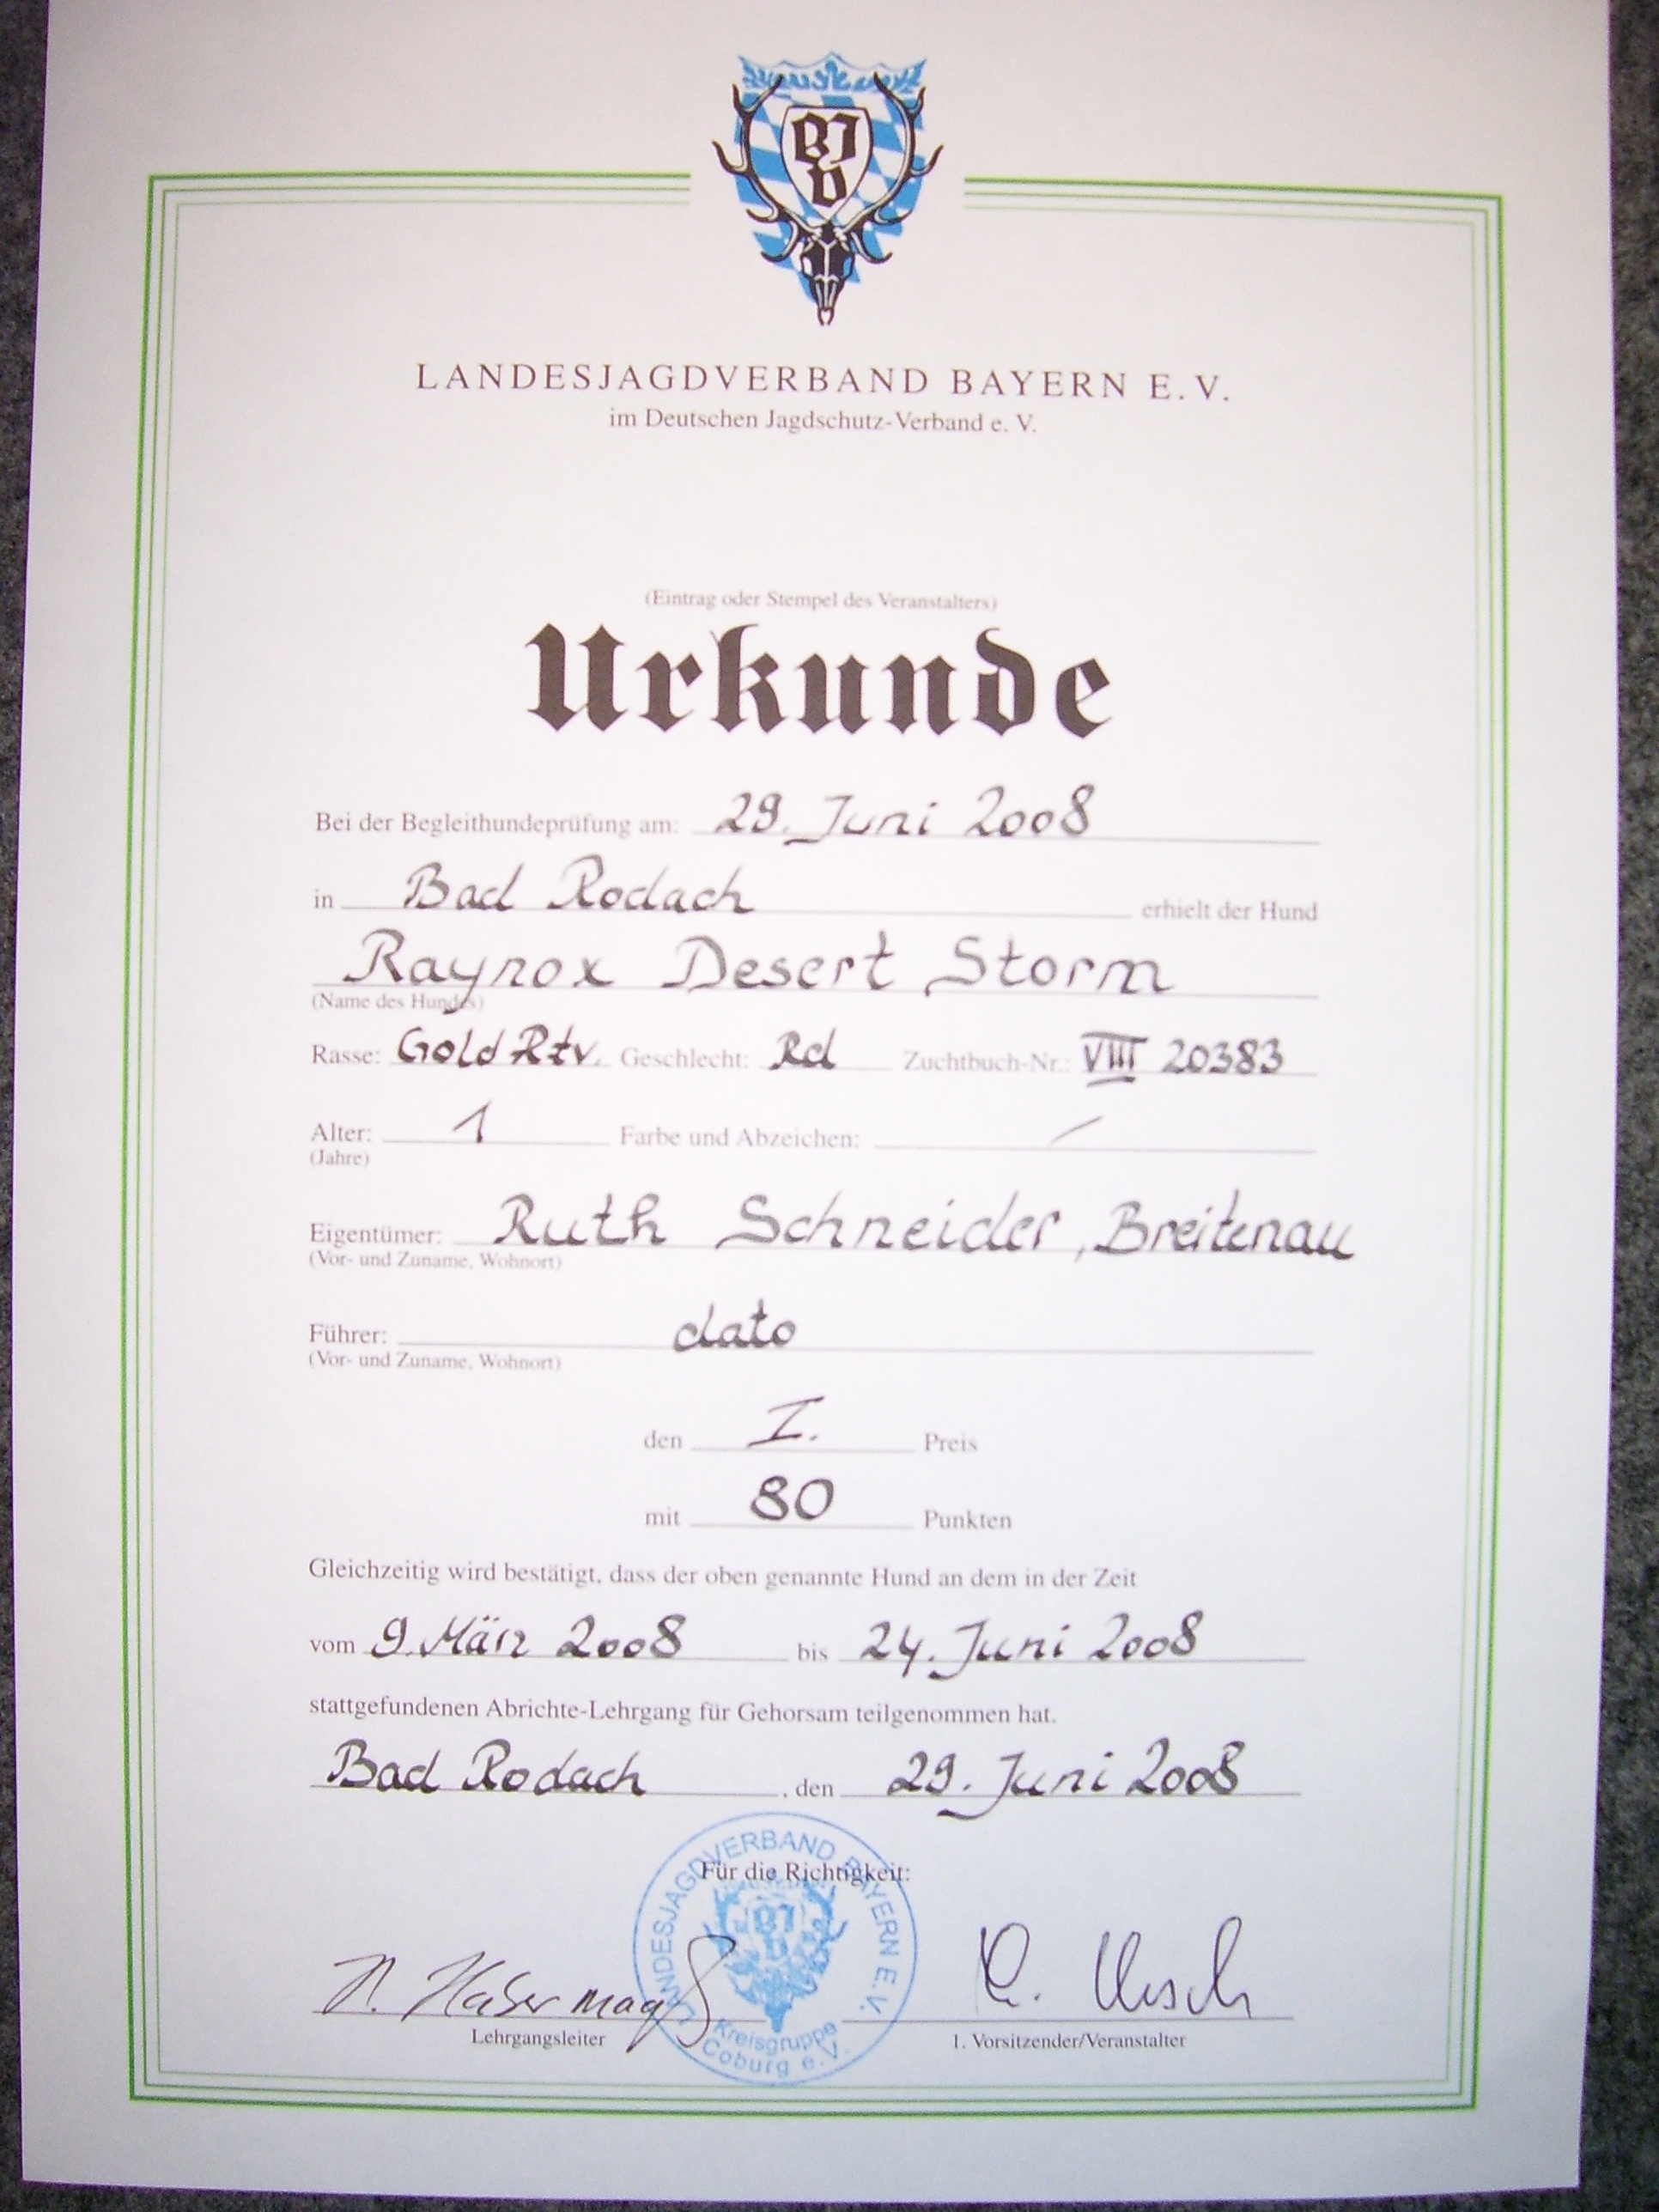 BJV
LANDESJAGDVERBAND BAYERN E.V.
im Deutschen Jagdschutz-Verband e. V.
(Eintrag oder Stempel des Veranstalters)
Urkunde
Bei der Begleithundeprüfung am: 29. Juni 2008
in Bad Rodach erhielt der Hund
Raynox Desert Storm
(Name des Hundes)
Rasse: Gold Rtv. Geschlecht: Rd Zuchtbuch-Nr.: VIII 20383
Alter: 1 Farbe und Abzeichen: –
(Jahre)
Eigentümer: Ruth Schneider, Breitenau
(Vor- und Zuname, Wohnort)
Führer: dato
(Vor- und Zuname, Wohnort)
den I. Preis
mit 80 Punkten
Gleichzeitig wird bestätigt, dass der oben genannte Hund an dem in der Zeit
vom 9. März 2008 bis 24. Juni 2008
stattgefundenen Abrichte-Lehrgang für Gehorsam teilgenommen hat.
Bad Rodach, den 29. Juni 2008
Für die Richtigkeit:
LANDESJAGDVERBAND BAYERN E.V.
BJV
Kreisgruppe
Coburg e.V.
Lehrgangsleiter 1. Vorsitzender/Veranstalter